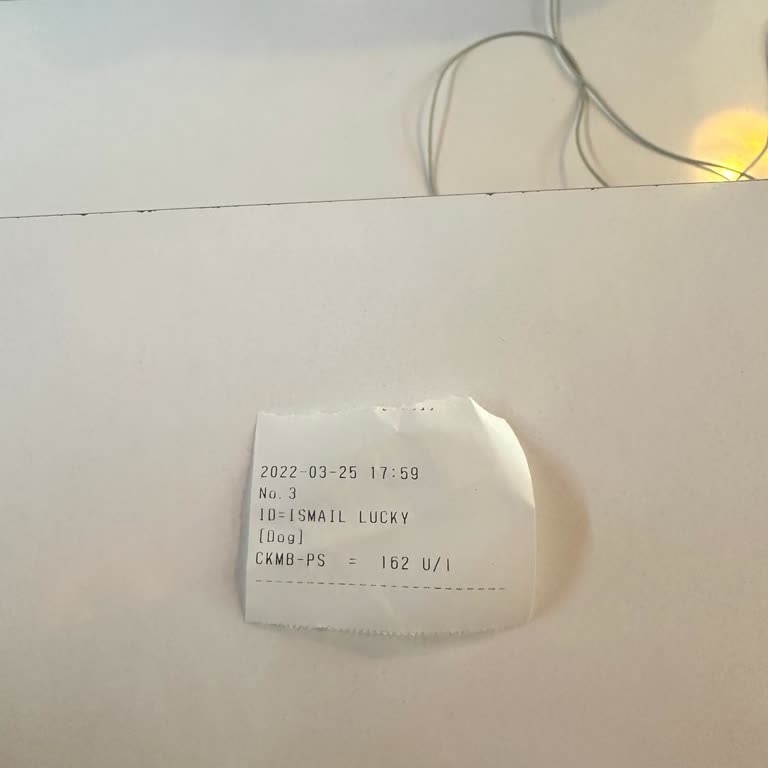 2022-03-25 17:59
No. 3
ID=ISMAIL LUCKY
[Dog]
CKMB-PS = 162 U/l